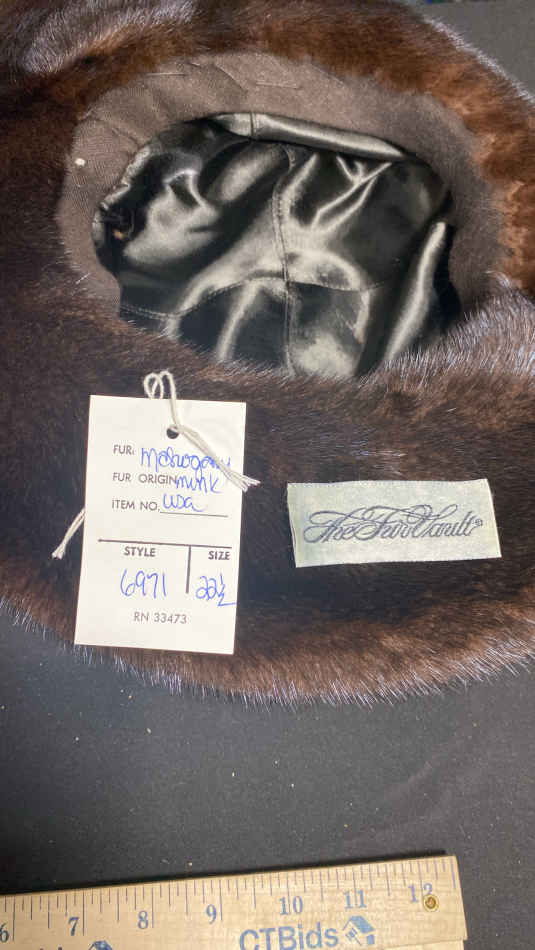 FUR: Mahogany
FUR ORIGIN mink
ITEM NO. USA
STYLE SIZE
6971 22½
RN 33473
The Fur Vault®
6 7 8 9 10 11 12
CTBids